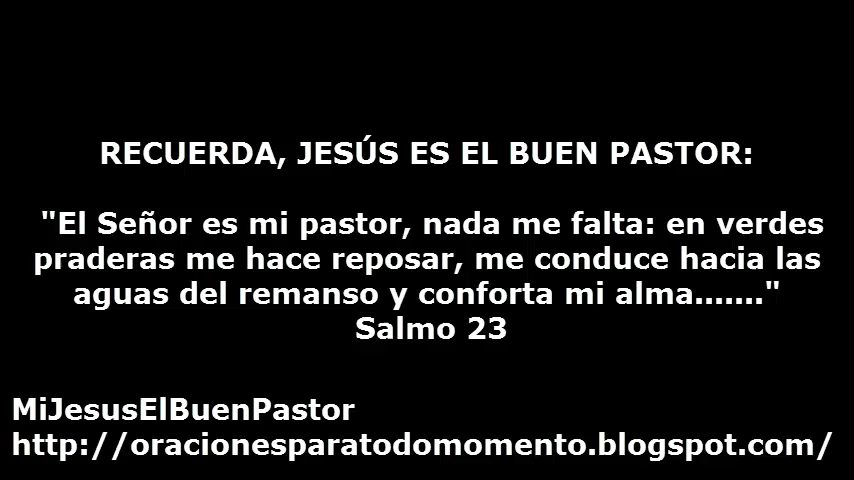 RECUERDA, JESÚS ES EL BUEN PASTOR:
"El Señor es mi pastor, nada me falta: en verdes
praderas me hace reposar, me conduce hacia las
aguas del remanso y conforta mi alma......."
Salmo 23
MiJesusElBuenPastor
http://oracionesparatodomomento.blogspot.com/